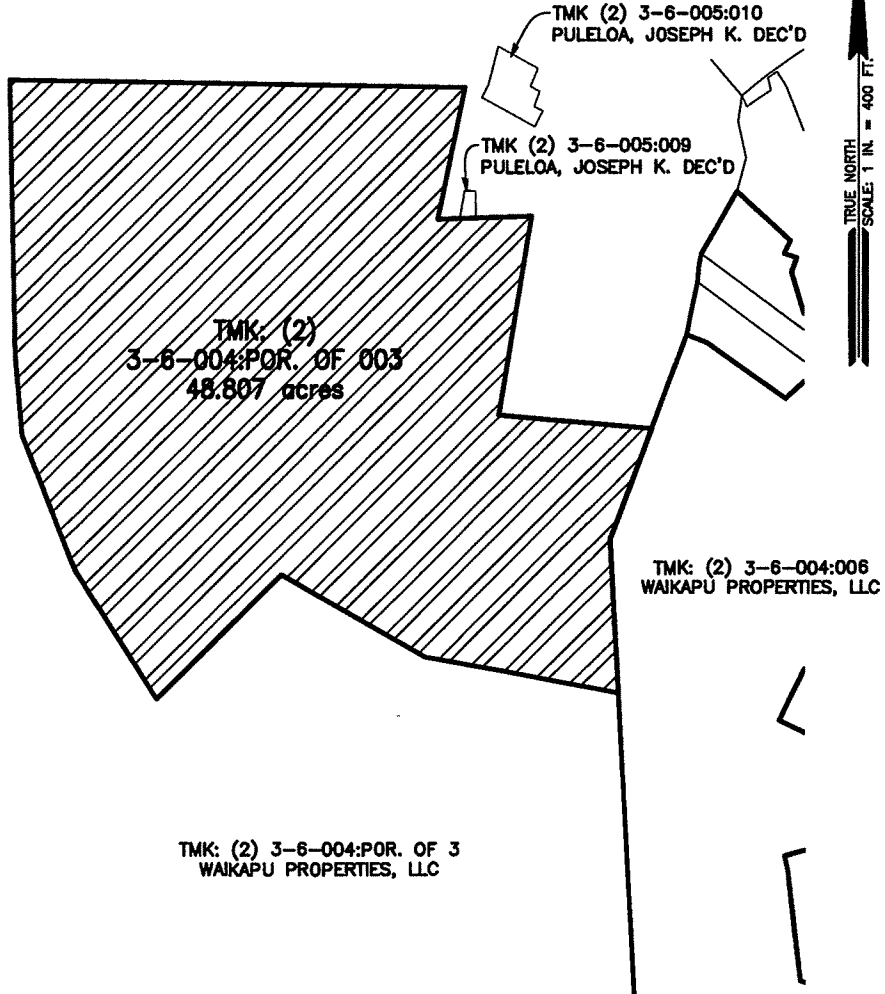 TMK (2) 3-6-005:010
PULELOA, JOSEPH K. DEC'D
TMK (2) 3-6-005:009
PULELOA, JOSEPH K. DEC'D
TRUE NORTH
SCALE: 1 IN. = 400 FT.
TMK: (2)
3-6-004:POR. OF 003
48.807 acres
TMK: (2) 3-6-004:006
WAIKAPU PROPERTIES, LLC
TMK: (2) 3-6-004:POR. OF 3
WAIKAPU PROPERTIES, LLC